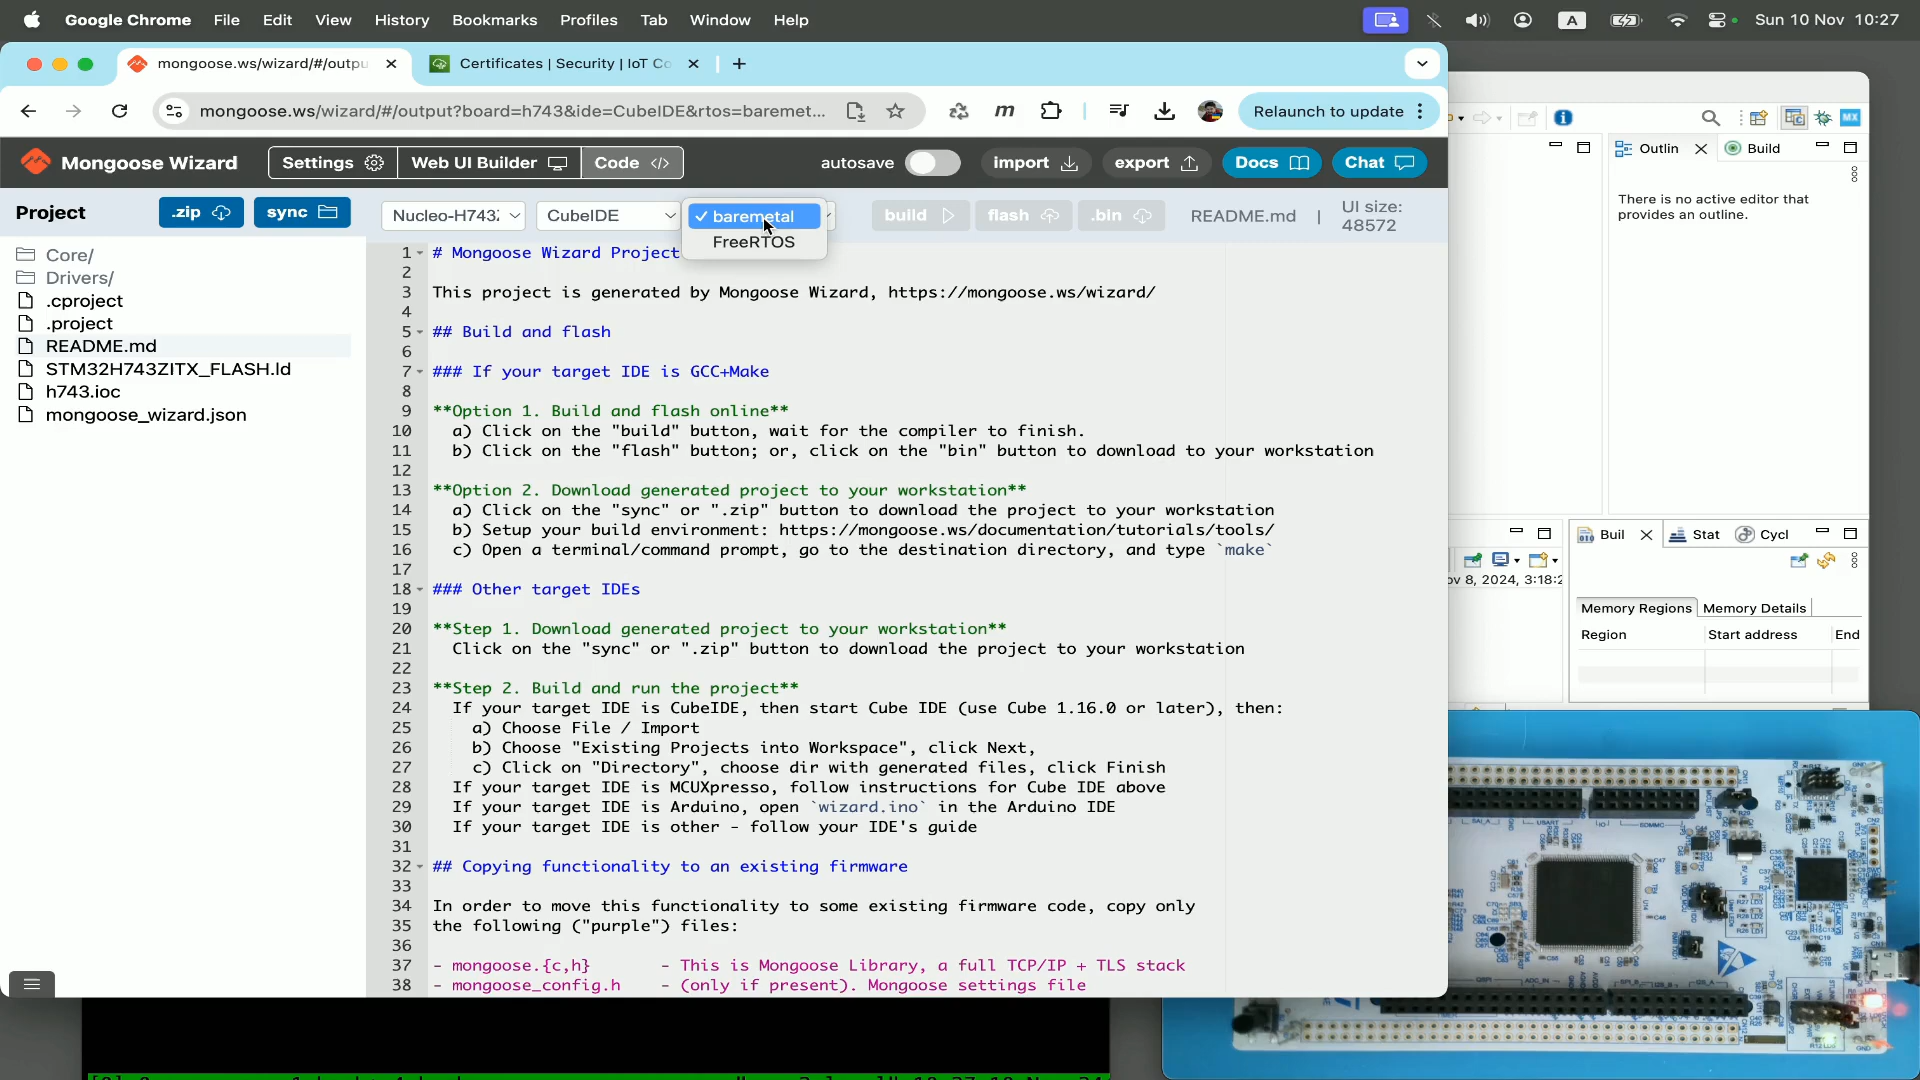 Google Chrome File Edit View History Bookmarks Profiles Tab Window Help A Sun 10 Nov 10:27
mongoose.ws/wizard/#/outpu Certificates | Security | IoT Co
mongoose.ws/wizard/#/output?board=h743&ide=CubeIDE&rtos=baremet... m Relaunch to update
Mongoose Wizard Settings Web UI Builder Code </> autosave import export Docs Chat
Project .zip sync Nucleo-H743 CubeIDE baremetal build flash .bin README.md | UI size: 48572
FreeRTOS
Core/
Drivers/
.cproject
.project
README.md
STM32H743ZITX_FLASH.ld
h743.ioc
mongoose_wizard.json
1 # Mongoose Wizard Project
2
3 This project is generated by Mongoose Wizard, https://mongoose.ws/wizard/
4
5 ## Build and flash
6
7 ### If your target IDE is GCC+Make
8
9 **Option 1. Build and flash online**
10 a) Click on the "build" button, wait for the compiler to finish.
11 b) Click on the "flash" button; or, click on the "bin" button to download to your workstation
12
13 **Option 2. Download generated project to your workstation**
14 a) Click on the "sync" or ".zip" button to download the project to your workstation
15 b) Setup your build environment: https://mongoose.ws/documentation/tutorials/tools/
16 c) Open a terminal/command prompt, go to the destination directory, and type `make`
17
18 ### Other target IDEs
19
20 **Step 1. Download generated project to your workstation**
21 Click on the "sync" or ".zip" button to download the project to your workstation
22
23 **Step 2. Build and run the project**
24 If your target IDE is CubeIDE, then start Cube IDE (use Cube 1.16.0 or later), then:
25 a) Choose File / Import
26 b) Choose "Existing Projects into Workspace", click Next,
27 c) Click on "Directory", choose dir with generated files, click Finish
28 If your target IDE is MCUXpresso, follow instructions for Cube IDE above
29 If your target IDE is Arduino, open `wizard.ino` in the Arduino IDE
30 If your target IDE is other - follow your IDE's guide
31
32 ## Copying functionality to an existing firmware
33
34 In order to move this functionality to some existing firmware code, copy only
35 the following ("purple") files:
36
37 - mongoose.{c,h} - This is Mongoose Library, a full TCP/IP + TLS stack
38 - mongoose_config.h - (only if present). Mongoose settings file
MX
Outlin Build
There is no active editor that
provides an outline.
Buil Stat Cycl
ov 8, 2024, 3:18:2
Memory Regions Memory Details
Region Start address End